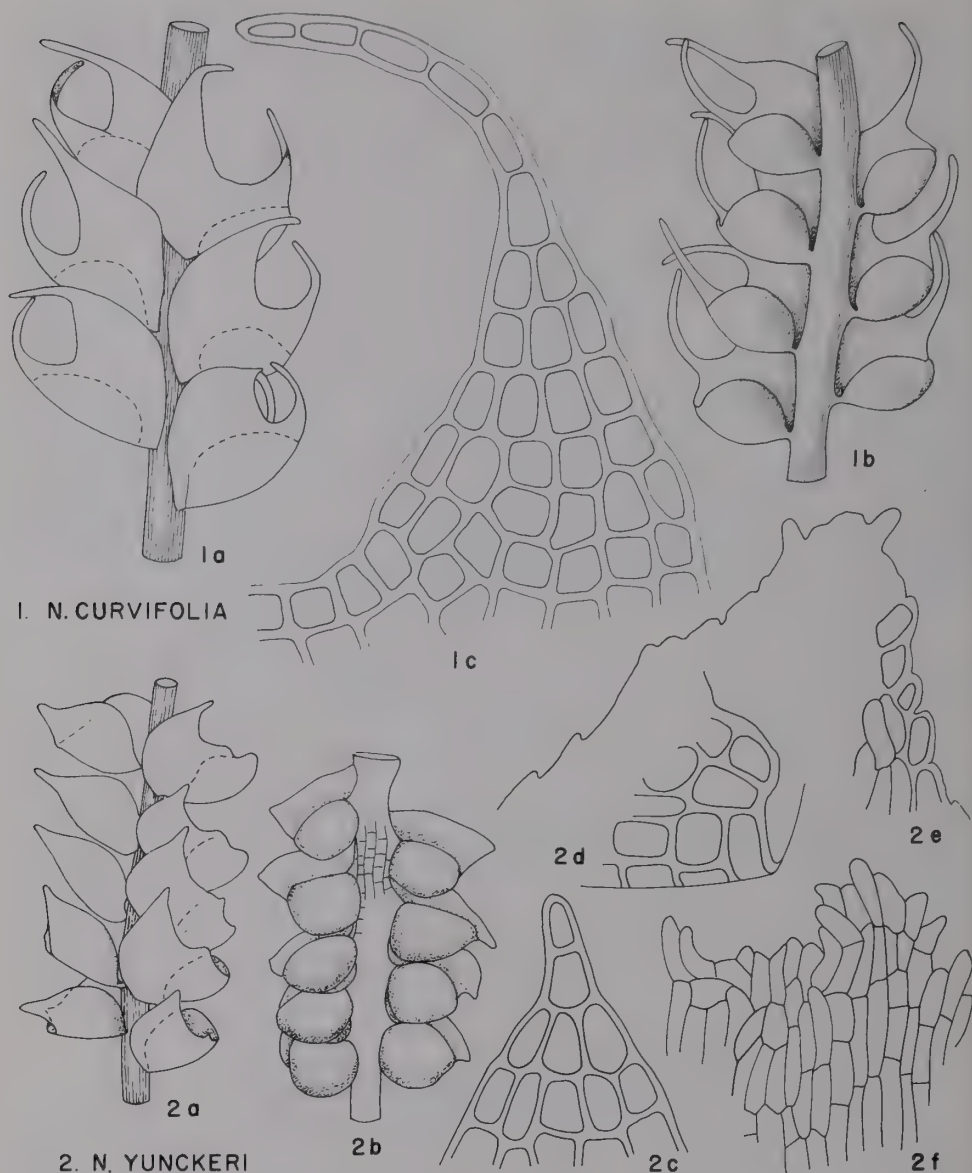 1a
1b
1. N. CURVIFOLIA
1c
2d
2e
2a
2b
2c
2f
2. N. YUNCKERI